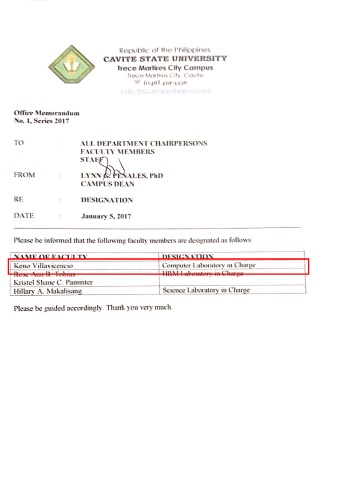 Republic of the Philippines
CAVITE STATE UNIVERSITY
Trece Martires City Campus
Trece Martires City, Cavite
Office Memorandum
No. 1, Series 2017
TO : ALL DEPARTMENT CHAIRPERSONS
FACULTY MEMBERS
STAFF
FROM : LYNN G. PENALES, PhD
CAMPUS DEAN
RE : DESIGNATION
DATE : January 5, 2017
Please be informed that the following faculty members are designated as follows.
NAME OF FACULTY DESIGNATION
Keno Villavicencio Computer Laboratory in Charge
Rose Ann R. Tobias HRM Laboratory in Charge
Kristel Shane C. Paminter
Hillary A. Makalisang Science Laboratory in Charge
Please be guided accordingly. Thank you very much.